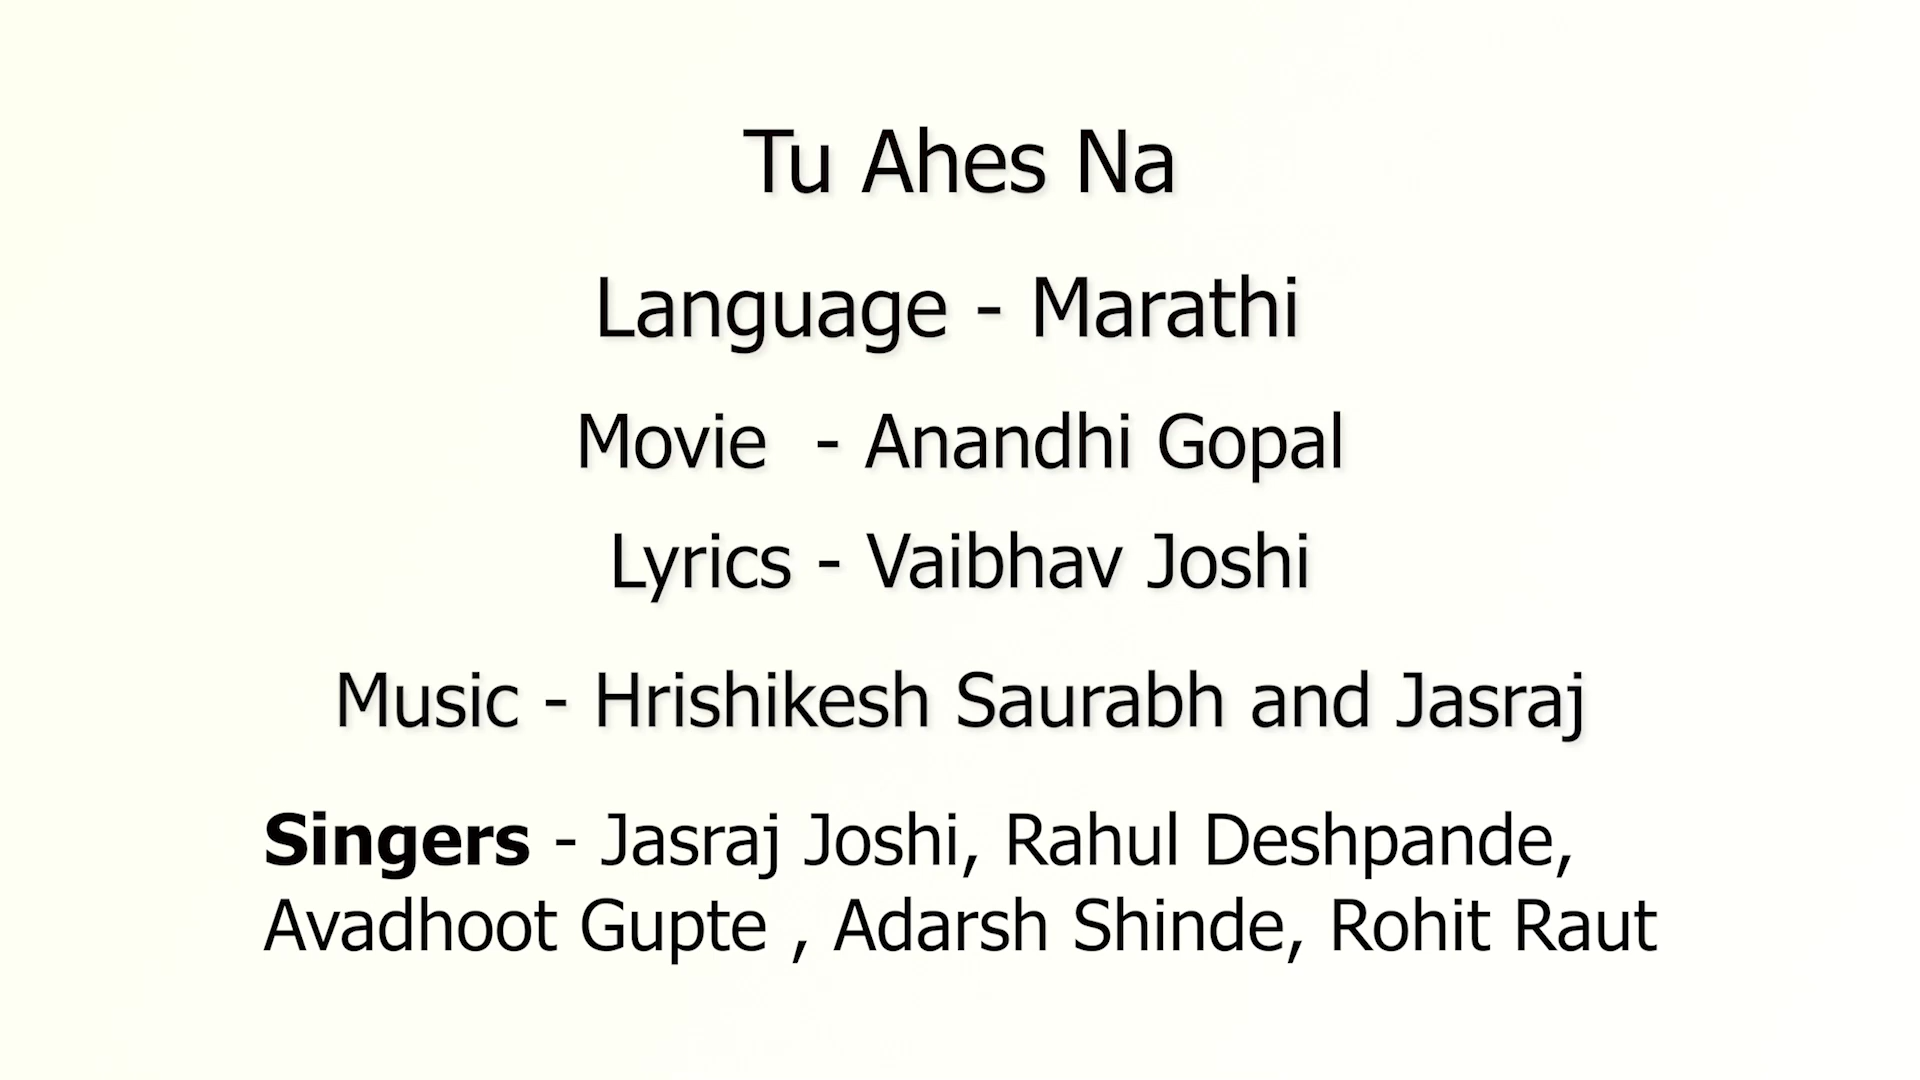 Tu Ahes Na
Language - Marathi
Movie  - Anandhi Gopal
Lyrics - Vaibhav Joshi
Music - Hrishikesh Saurabh and Jasraj
Singers - Jasraj Joshi, Rahul Deshpande,
Avadhoot Gupte , Adarsh Shinde, Rohit Raut